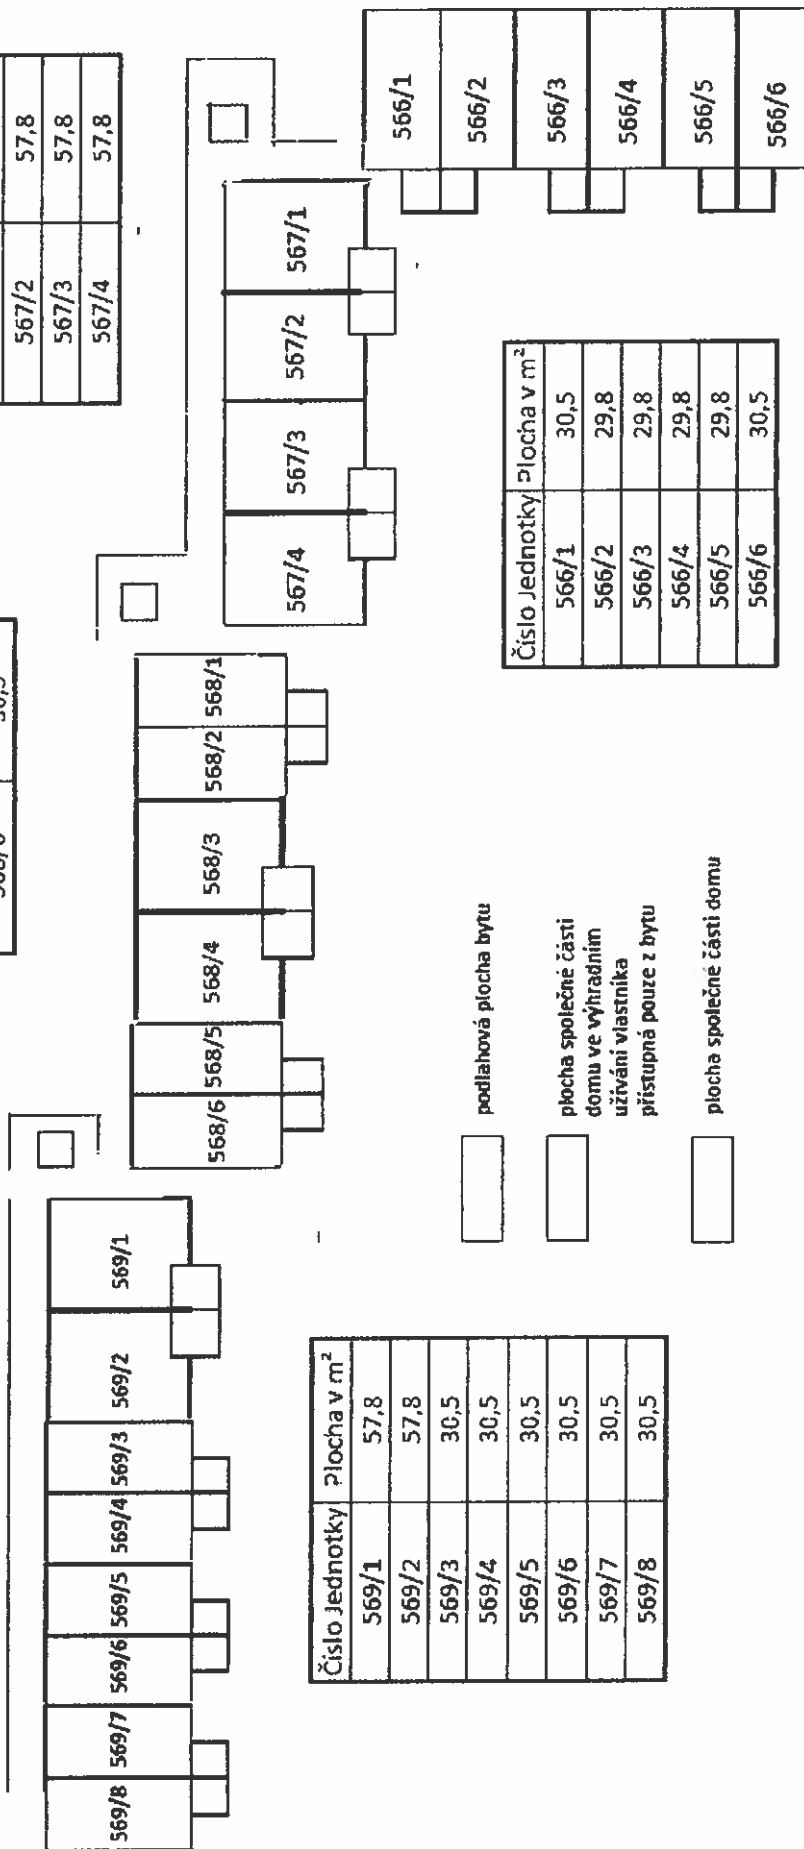 567/2 57,8
567/3 57,8
567/4 57,8
569/8 569/7 569/6 569/5 569/4 569/3 569/2 569/1
568/6 568/5 568/4 568/3 568/2 568/1
567/4 567/3 567/2 567/1
566/1
566/2
566/3
566/4
566/5
566/6
Číslo Jednotky Plocha v m²
569/1 57,8
569/2 57,8
569/3 30,5
569/4 30,5
569/5 30,5
569/6 30,5
569/7 30,5
569/8 30,5
podlahová plocha bytu
plocha společné části
domu ve výhradním
užívání vlastníka
přístupná pouze z bytu
plocha společné části domu
Číslo Jednotky Plocha v m²
566/1 30,5
566/2 29,8
566/3 29,8
566/4 29,8
566/5 29,8
566/6 30,5